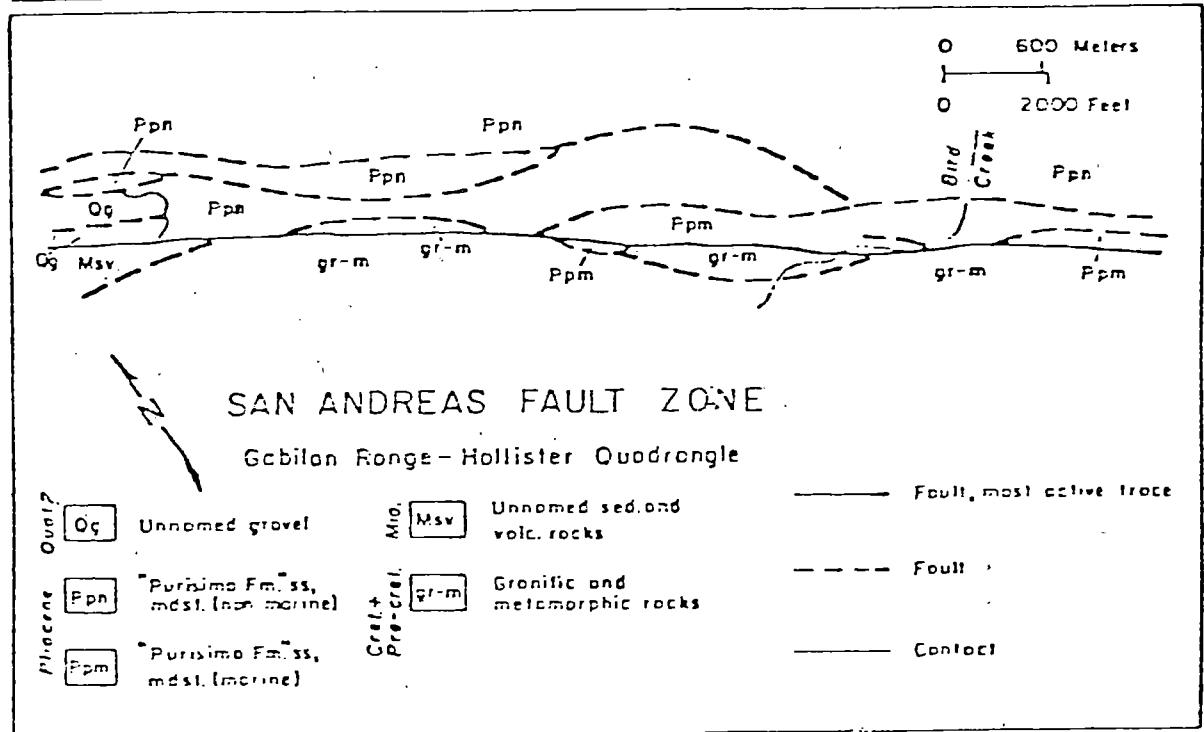 0 600 Meters
0 2000 Feet
Ppn
Ppn
Ppn
Bird Creek
Ppn
Qg
Ppn
Ppm
Qg
Msv
gr-m
gr-m
Ppm
gr-m
gr-m
Ppm
N
SAN ANDREAS FAULT ZONE
Gabilan Range - Hollister Quadrangle
Quat?
Qg Unnamed gravel
Pliocene
Ppn "Purisima Fm." ss, mdst. (non marine)
Ppm "Purisima Fm." ss, mdst. (marine)
Mio.
Msv Unnamed sed. and volc. rocks
Cret. + Pre-cret.
gr-m Granitic and metamorphic rocks
Fault, most active trace
Fault
Contact